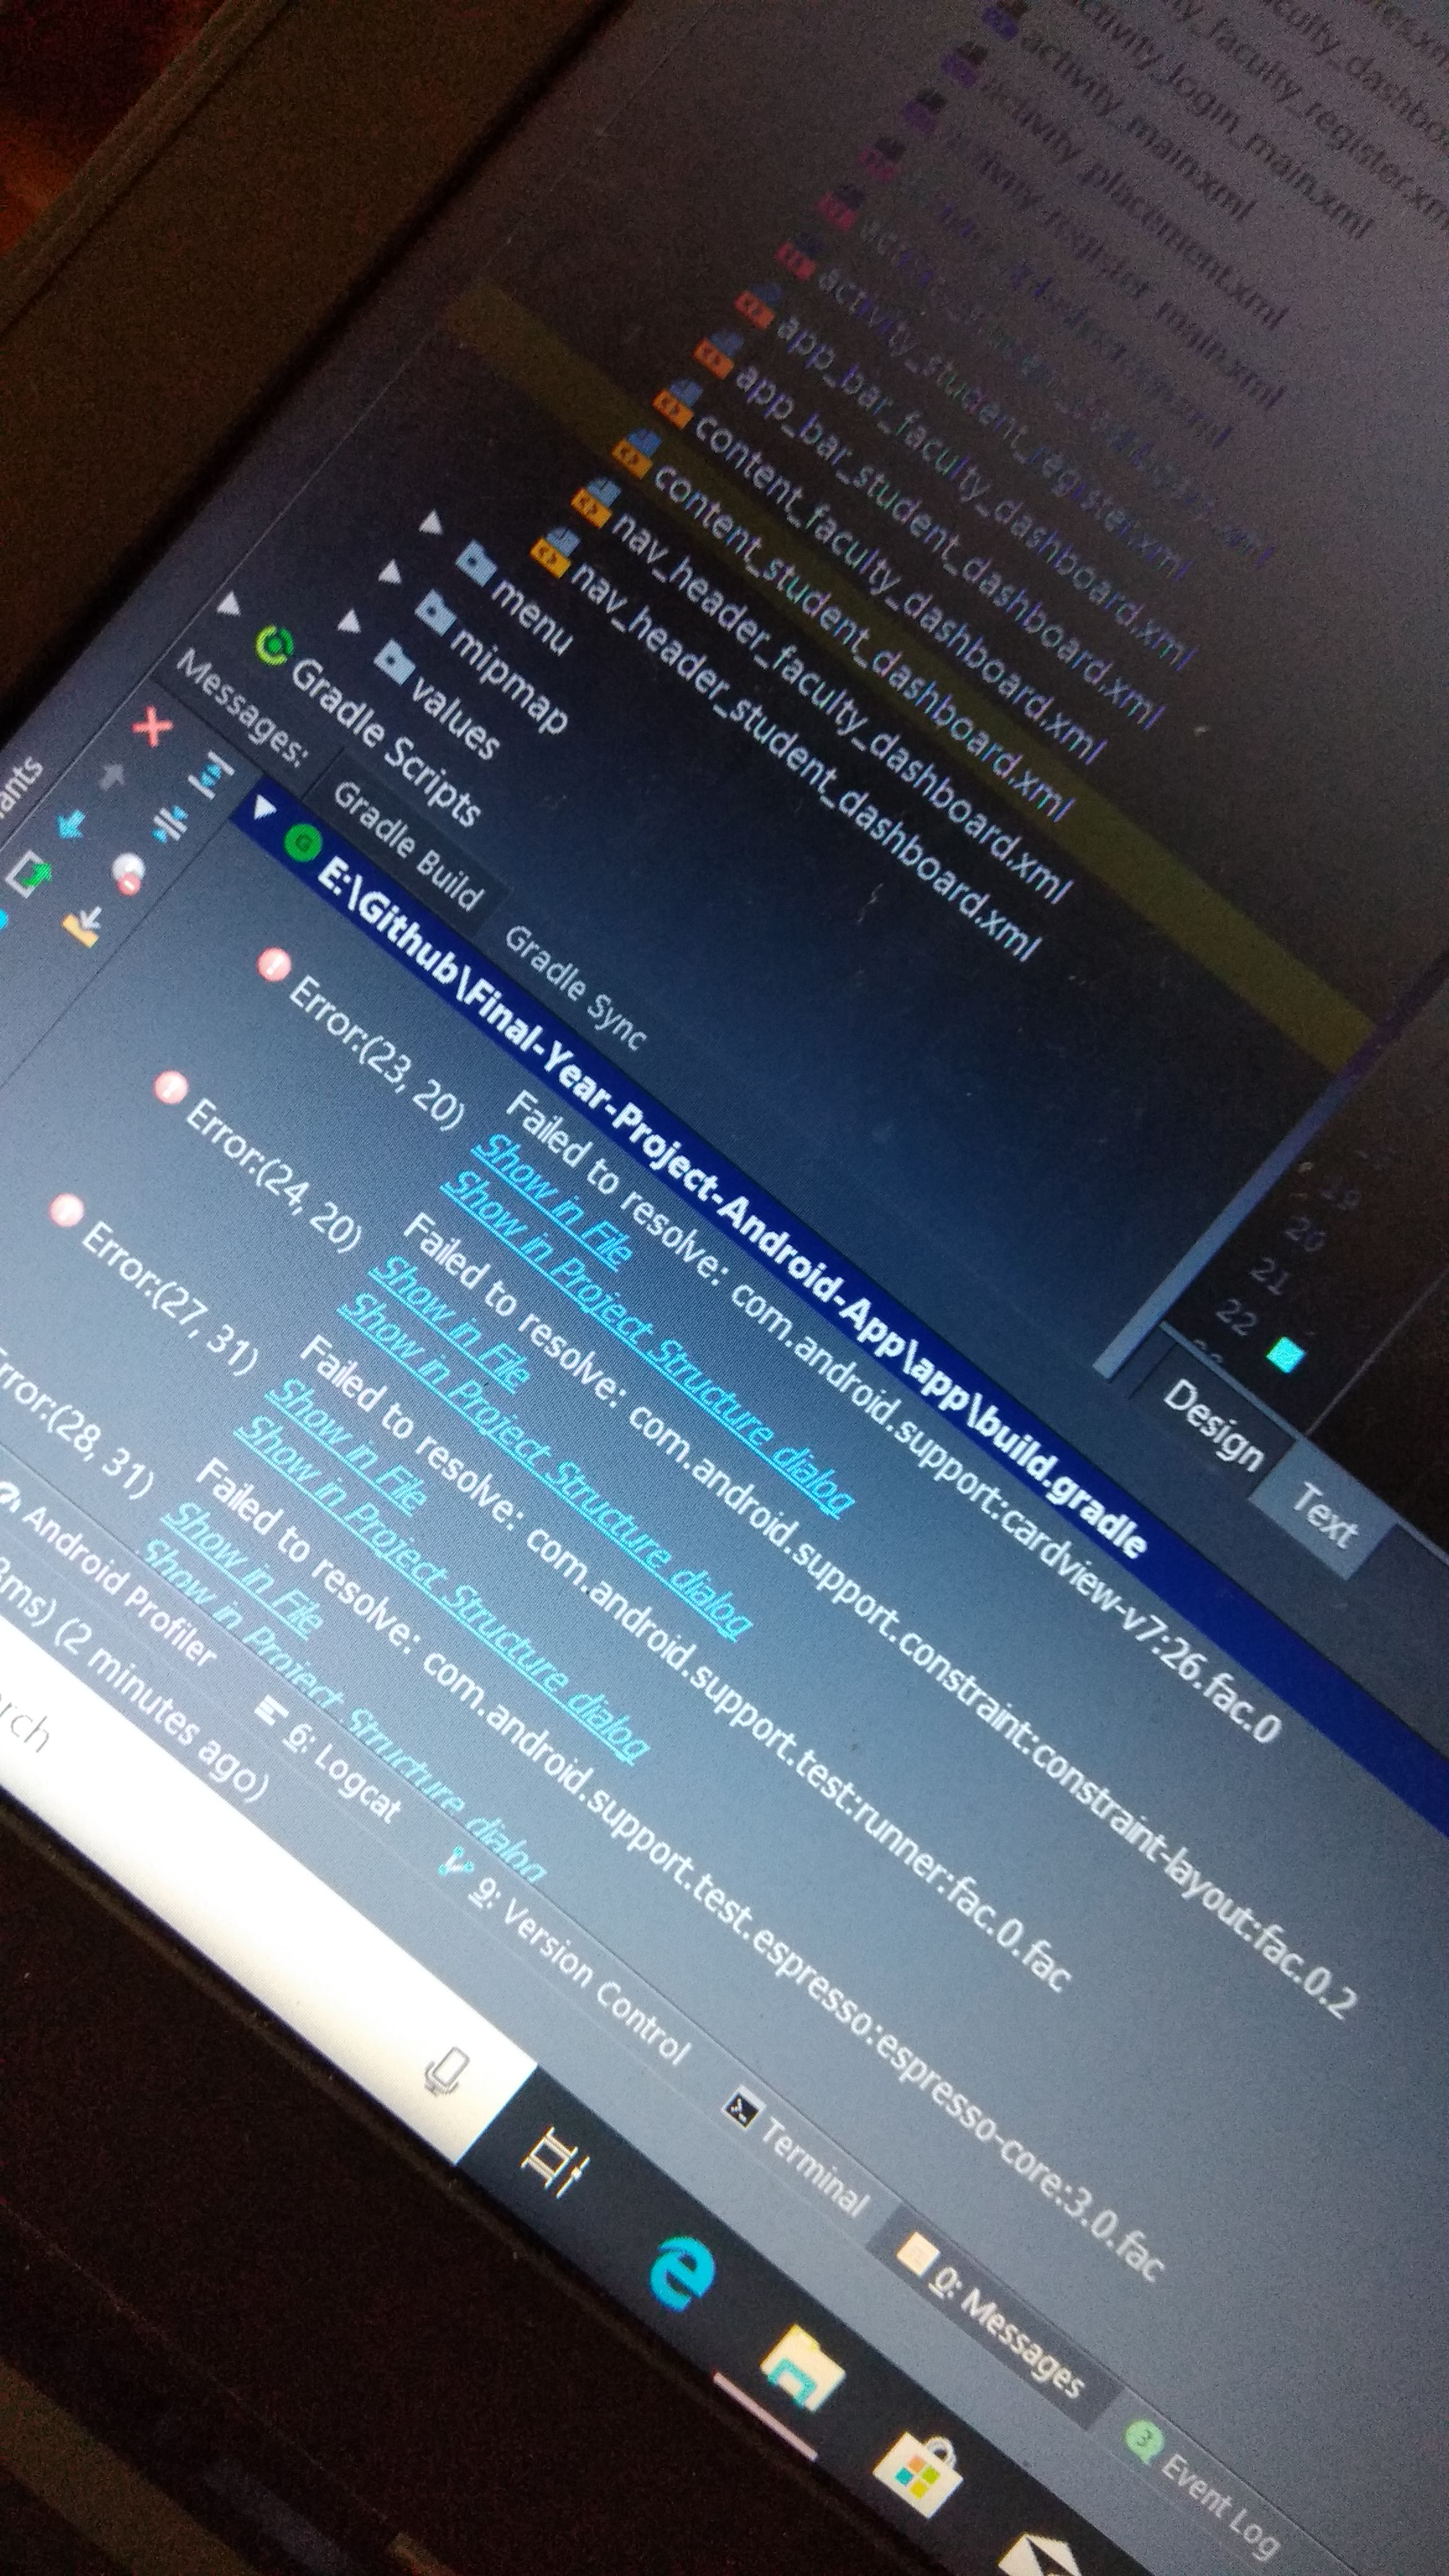 activity_login_main.xml
activity_main.xml
activity_placement.xml
activity_student_register.xml
app_bar_faculty_dashboard.xml
app_bar_student_dashboard.xml
content_faculty_dashboard.xml
content_student_dashboard.xml
nav_header_faculty_dashboard.xml
nav_header_student_dashboard.xml
menu
mipmap
values
Gradle Scripts
19
20
21
22
Design Text
Messages: Gradle Build Gradle Sync
E:\Github\Final-Year-Project-Android-App\app\build.gradle
Error:(23, 20) Failed to resolve: com.android.support:cardview-v7:26.fac.0
Show in File
Show in Project Structure dialog
Error:(24, 20) Failed to resolve: com.android.support.constraint:constraint-layout:fac.0.2
Show in File
Show in Project Structure dialog
Error:(27, 31) Failed to resolve: com.android.support.test:runner:fac.0.fac
Show in File
Show in Project Structure dialog
Error:(28, 31) Failed to resolve: com.android.support.test.espresso:espresso-core:3.0.fac
Show in File
Show in Project Structure dialog
Android Profiler 6: Logcat 9: Version Control Terminal 0: Messages 3 Event Log
(2 minutes ago)